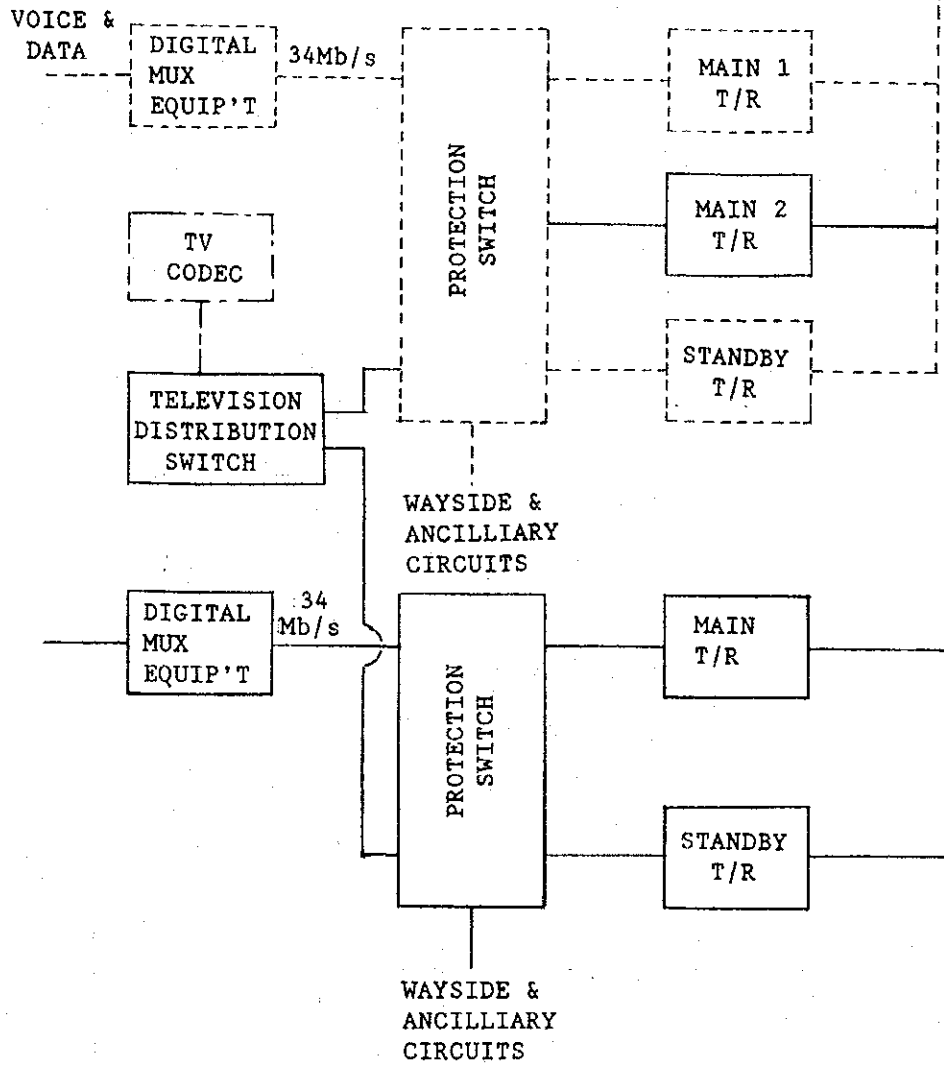 VOICE &
DATA
DIGITAL
MUX
EQUIP'T
34Mb/s
PROTECTION
SWITCH
MAIN 1
T/R
MAIN 2
T/R
STANDBY
T/R
TV
CODEC
TELEVISION
DISTRIBUTION
SWITCH
WAYSIDE &
ANCILLIARY
CIRCUITS
DIGITAL
MUX
EQUIP'T
34
Mb/s
PROTECTION
SWITCH
MAIN
T/R
STANDBY
T/R
WAYSIDE &
ANCILLIARY
CIRCUITS